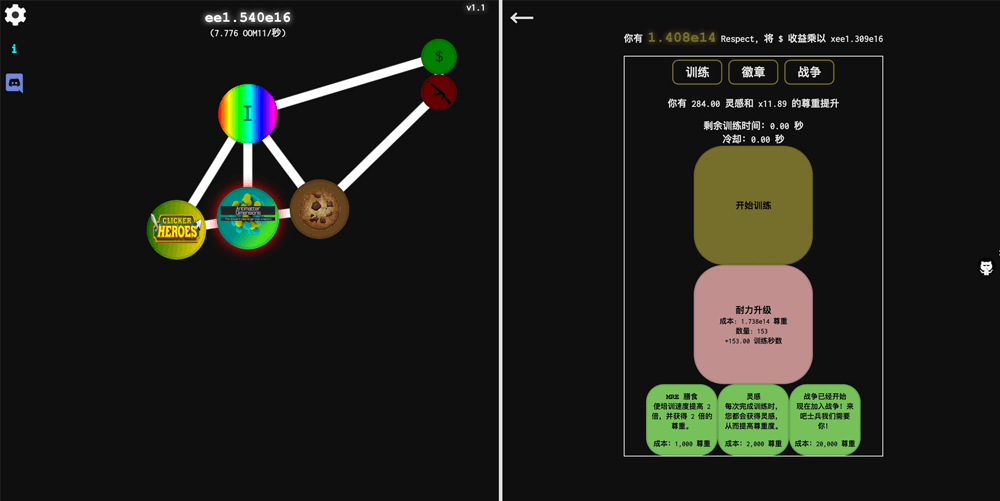 v1.1
ee1.540e16
(7.776 OOM11/秒)
i
$
I
CLICKER
HEROES
Antimatter
Dimensions
你有 1.408e14 Respect, 将 $ 收益乘以 xee1.309e16
训练 徽章 战争
你有 284.00 灵感和 x11.89 的尊重提升
剩余训练时间: 0.00 秒
冷却: 0.00 秒
开始训练
耐力升级
成本: 1.738e14 尊重
数量: 153
+153.00 训练秒数
MRE 膳食
使培训速度提高 2
倍，并获得 2 倍的
尊重。
成本: 1,000 尊重
灵感
每次完成训练时，
您都会获得灵感，
从而提高尊重度。
成本: 2,000 尊重
战争已经开始
现在加入战争! 来
吧士兵我们需要
你!
成本: 20,000 尊重